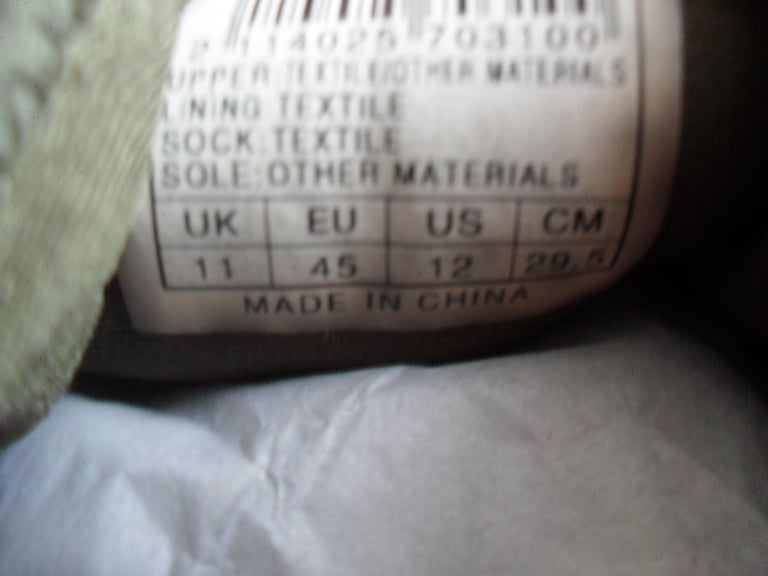 2 114025 703100
UPPER:TEXTILE/OTHER MATERIALS
LINING:TEXTILE
SOCK:TEXTILE
SOLE:OTHER MATERIALS
UK EU US CM
11 45 12 29.5
MADE IN CHINA